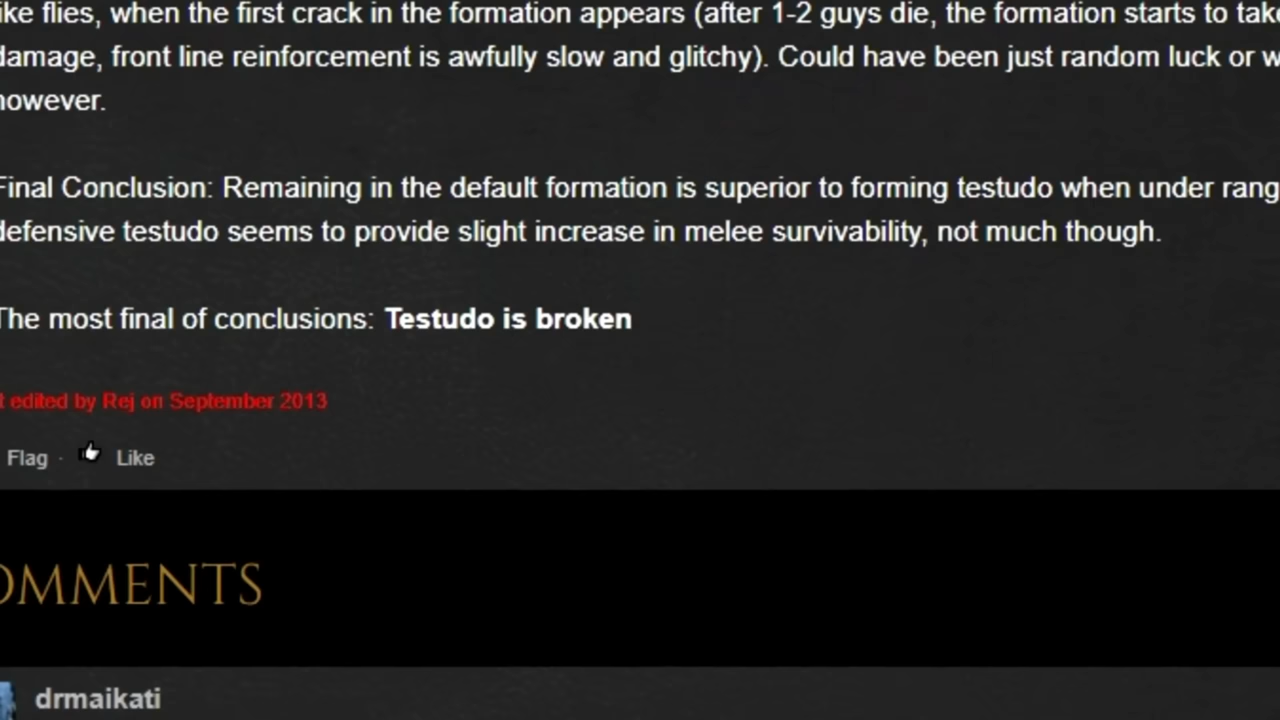 ike flies, when the first crack in the formation appears (after 1-2 guys die, the formation starts to take
damage, front line reinforcement is awfully slow and glitchy). Could have been just random luck or w
however.
Final Conclusion: Remaining in the default formation is superior to forming testudo when under rang
defensive testudo seems to provide slight increase in melee survivability, not much though.
The most final of conclusions: Testudo is broken
t edited by Rej on September 2013
Flag · Like
OMMENTS
drmaikati